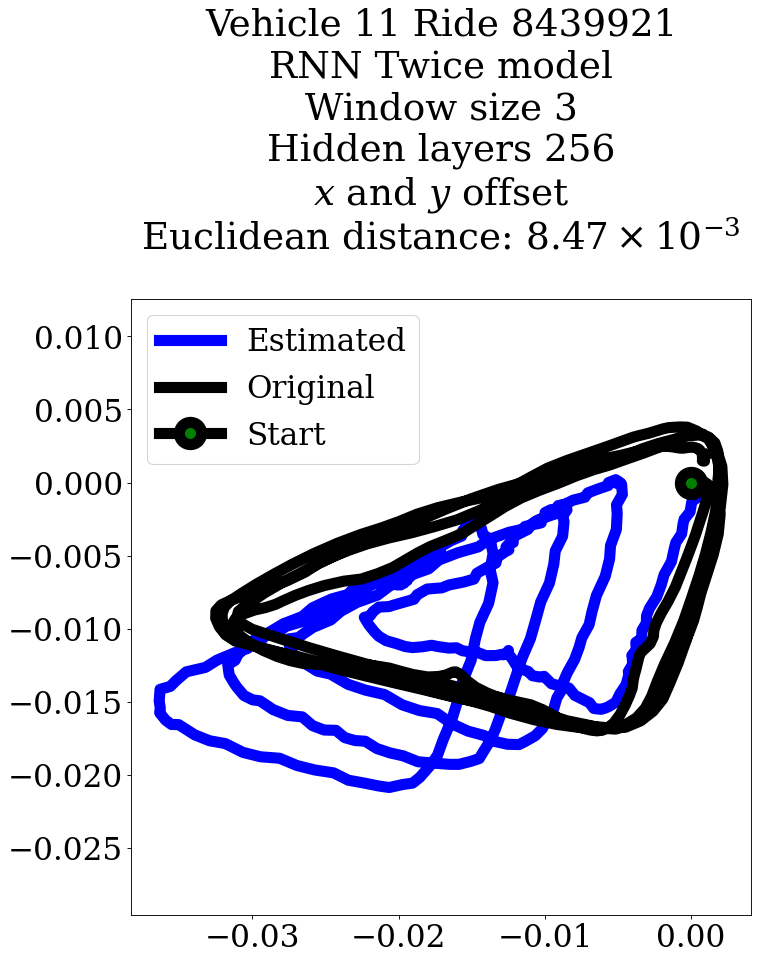 Vehicle 11 Ride 8439921
RNN Twice model
Window size 3
Hidden layers 256
x and y offset
Euclidean distance: 8.47 × 10⁻³
Estimated
Original
Start
0.010
0.005
0.000
−0.005
−0.010
−0.015
−0.020
−0.025
−0.03 −0.02 −0.01 0.00